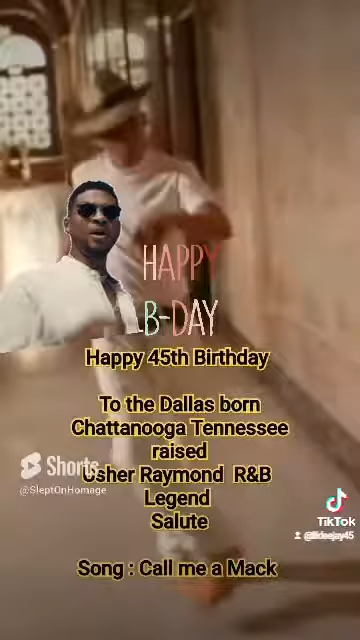 HAPPY
B-DAY
Happy 45th Birthday
To the Dallas born
Chattanooga Tennessee
raised
Usher Raymond R&B
Legend
Salute
Shorts
@SleptOnHomage
TikTok
Song : Call me a Mack